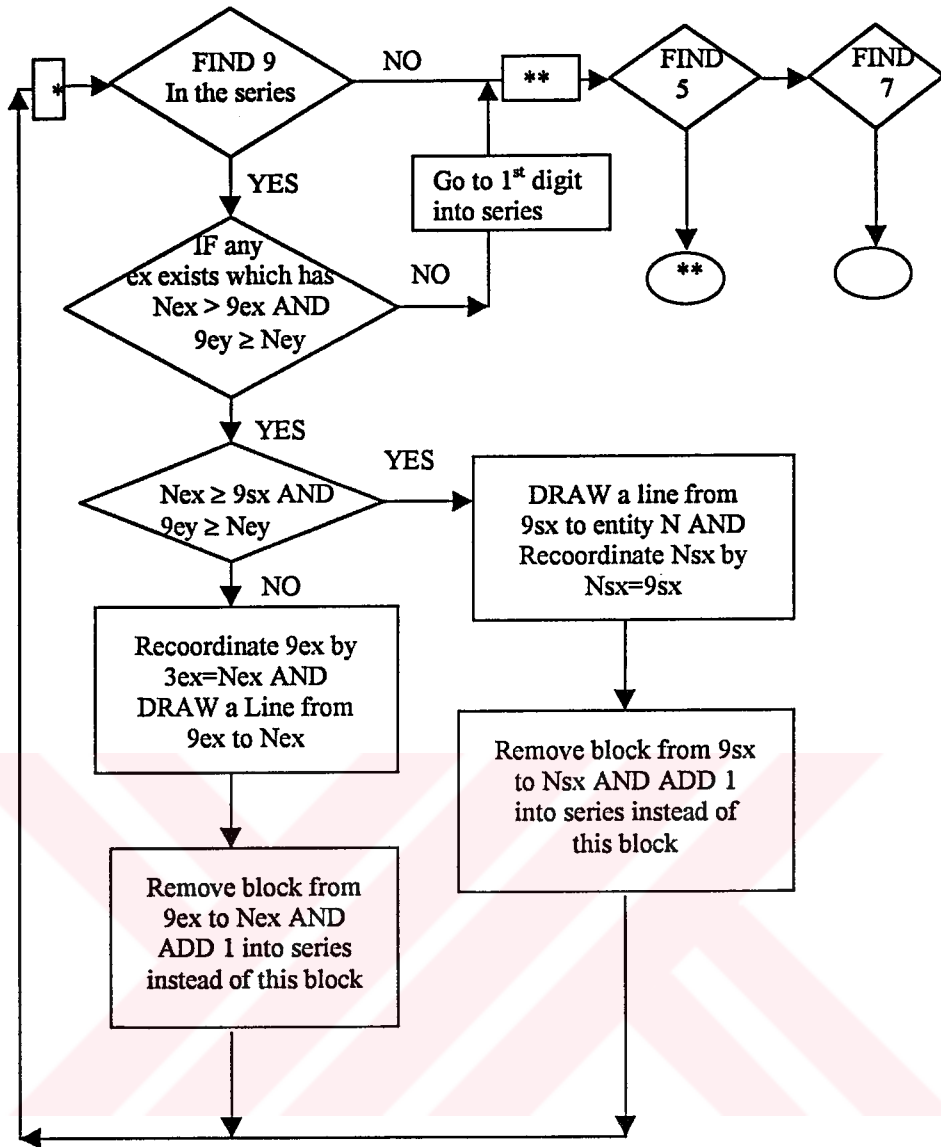 *
FIND 9
In the series
NO
**
FIND
5
FIND
7
YES
Go to 1st digit
into series
IF any
ex exists which has
Nex > 9ex AND
9ey ≥ Ney
NO
**
YES
Nex ≥ 9sx AND
9ey ≥ Ney
YES
DRAW a line from
9sx to entity N AND
Recoordinate Nsx by
Nsx=9sx
NO
Recoordinate 9ex by
3ex=Nex AND
DRAW a Line from
9ex to Nex
Remove block from 9sx
to Nsx AND ADD 1
into series instead of
this block
Remove block from
9ex to Nex AND
ADD 1 into series
instead of this block